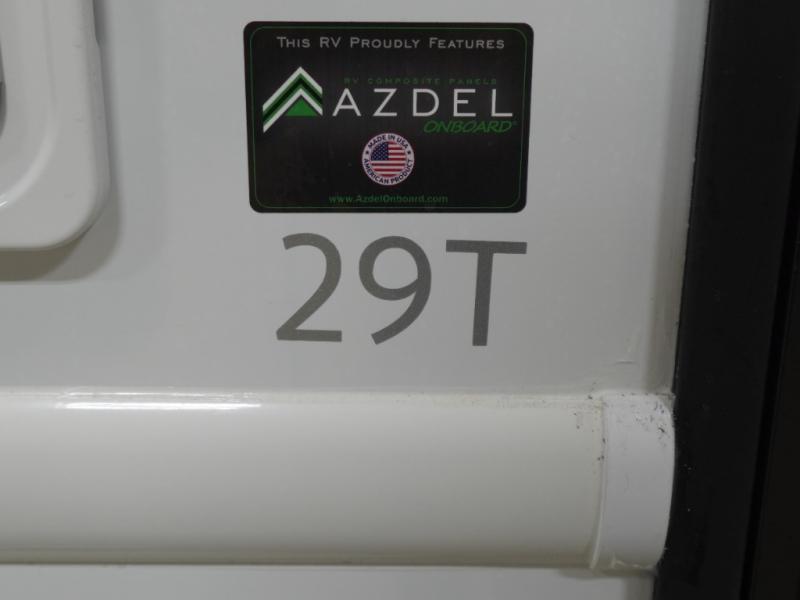 This RV Proudly Features
RV COMPOSITE PANELS
AZDEL
ONBOARD
MADE IN USA
AMERICAN PRODUCT
www.AzdelOnboard.com
29T